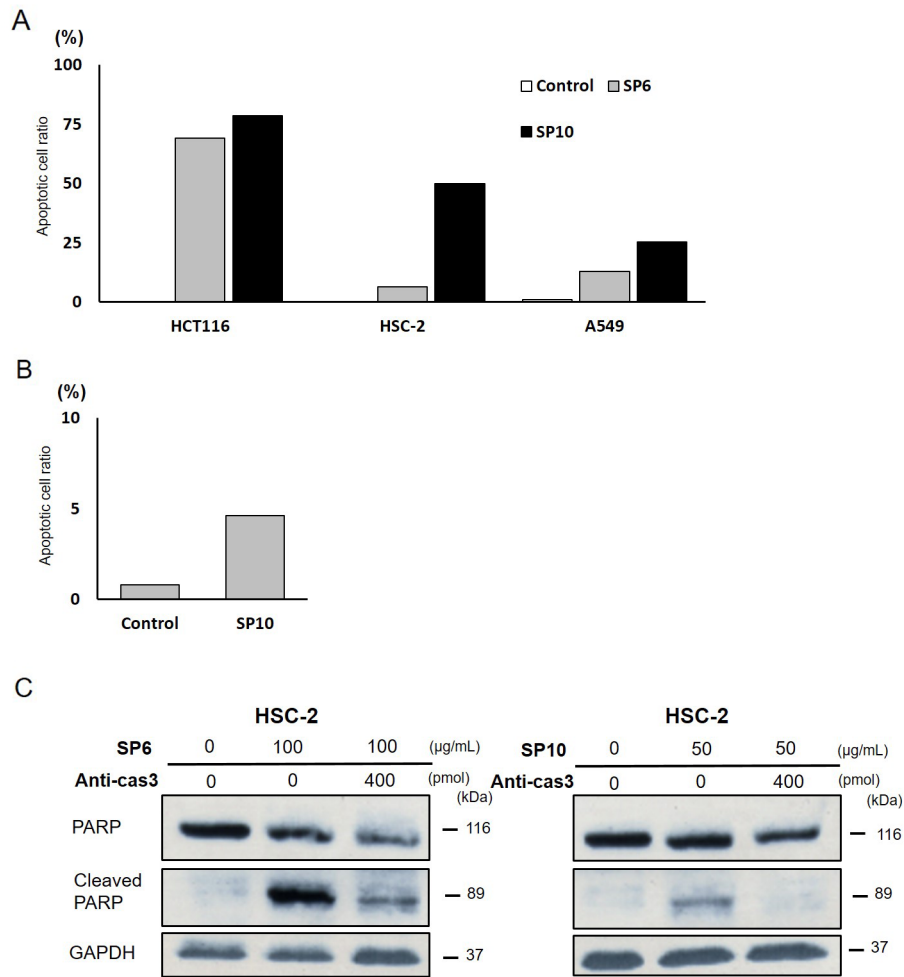 A
(%)
100
75
50
25
0
Apoptotic cell ratio
Control SP6
SP10
HCT116 HSC-2 A549
B
(%)
10
5
0
Apoptotic cell ratio
Control SP10
C
HSC-2
SP6 0 100 100 (µg/mL)
Anti-cas3 0 0 400 (pmol)
(kDa)
PARP 116
Cleaved
PARP 89
GAPDH 37
HSC-2
SP10 0 50 50 (µg/mL)
Anti-cas3 0 0 400 (pmol)
(kDa)
116
89
37